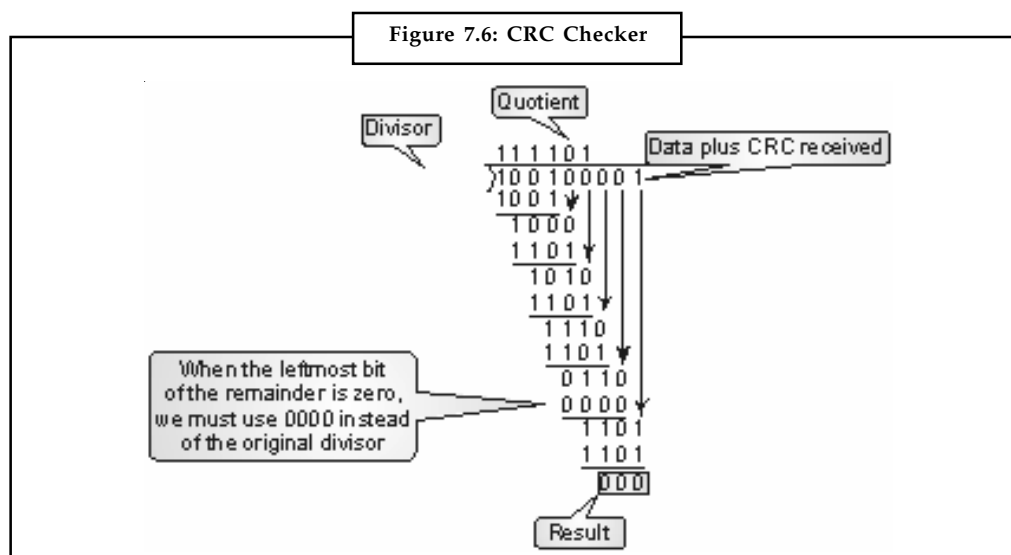 Figure 7.6: CRC Checker
Quotient
Divisor
Data plus CRC received
1 1 1 1 0 1
1 0 0 1 0 0 0 0 1
1 0 0 1
1 0 0 0
1 1 0 1
1 0 1 0
1 1 0 1
1 1 1 0
1 1 0 1
0 1 1 0
0 0 0 0
1 1 0 1
1 1 0 1
0 0 0
When the leftmost bit
of the remainder is zero,
we must use 0000 instead
of the original divisor
Result